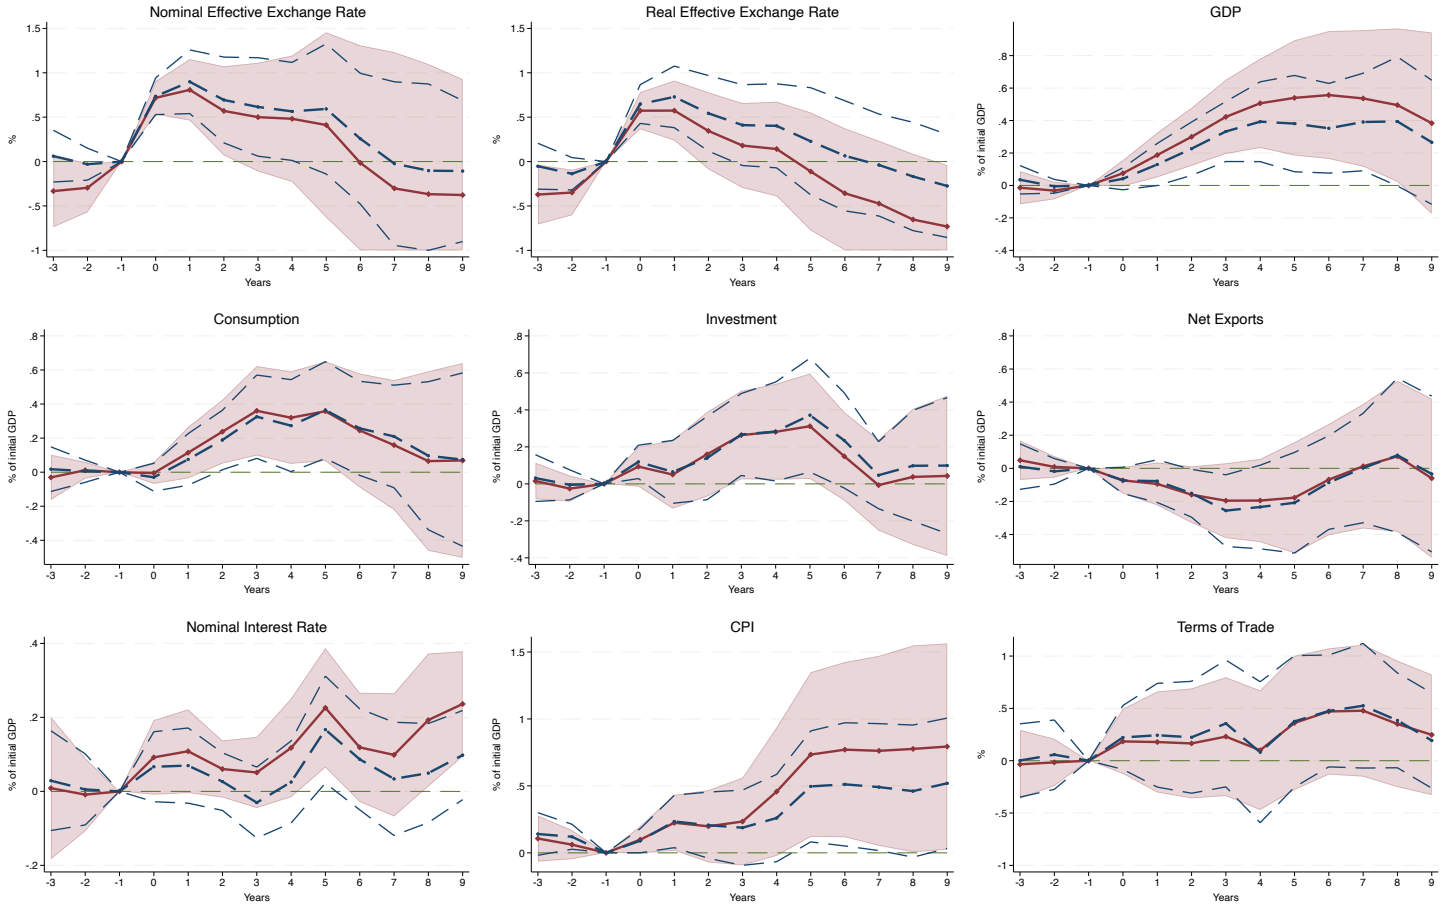 Nominal Effective Exchange Rate
%
1.5
1
.5
0
-.5
-1
-3 -2 -1 0 1 2 3 4 5 6 7 8 9
Years
Real Effective Exchange Rate
%
1.5
1
.5
0
-.5
-1
-3 -2 -1 0 1 2 3 4 5 6 7 8 9
Years
GDP
% of initial GDP
.8
.6
.4
.2
0
-.2
-.4
-3 -2 -1 0 1 2 3 4 5 6 7 8 9
Years
Consumption
% of initial GDP
.8
.6
.4
.2
0
-.2
-.4
-3 -2 -1 0 1 2 3 4 5 6 7 8 9
Years
Investment
% of initial GDP
.8
.6
.4
.2
0
-.2
-.4
-3 -2 -1 0 1 2 3 4 5 6 7 8 9
Years
Net Exports
% of initial GDP
.8
.6
.4
.2
0
-.2
-.4
-3 -2 -1 0 1 2 3 4 5 6 7 8 9
Years
Nominal Interest Rate
% of initial GDP
.4
.2
0
-.2
-3 -2 -1 0 1 2 3 4 5 6 7 8 9
Years
CPI
% of initial GDP
1.5
1
.5
0
-3 -2 -1 0 1 2 3 4 5 6 7 8 9
Years
Terms of Trade
%
1
.5
0
-.5
-1
-3 -2 -1 0 1 2 3 4 5 6 7 8 9
Years